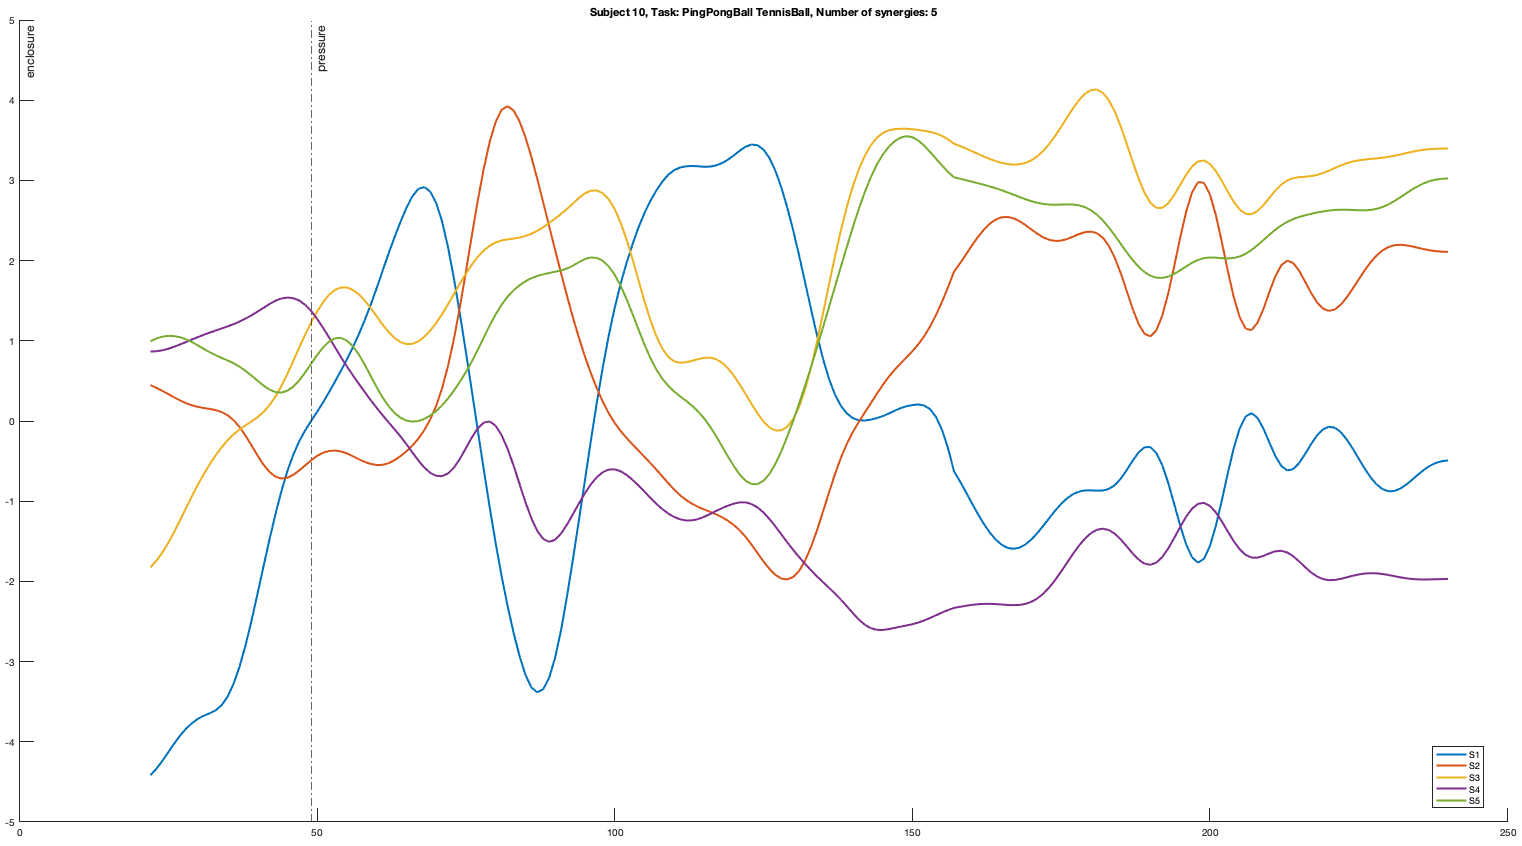 Subject 10, Task: PingPongBall TennisBall, Number of synergies: 5
enclosure
pressure
5
4
3
2
1
0
-1
-2
-3
-4
-5
0
50
100
150
200
250
S1
S2
S3
S4
S5